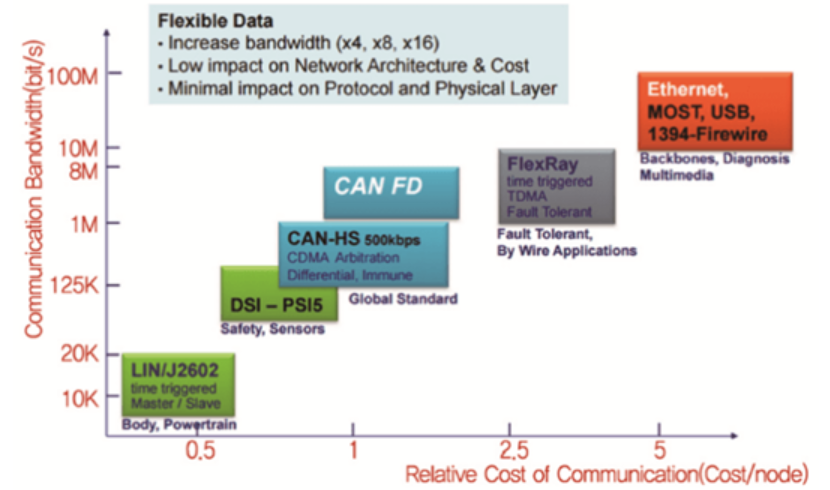 Flexible Data
· Increase bandwidth (x4, x8, x16)
· Low impact on Network Architecture & Cost
· Minimal impact on Protocol and Physical Layer
Communication Bandwidth(bit/s)
100M
10M
8M
1M
125K
20K
10K
Ethernet,
MOST, USB,
1394-Firewire
Backbones, Diagnosis
Multimedia
FlexRay
time triggered
TDMA
Fault Tolerant
Fault Tolerant,
By Wire Applications
CAN FD
CAN-HS 500kbps
CDMA Arbitration
Differential, Immune
Global Standard
DSI – PSI5
Safety, Sensors
LIN/J2602
time triggered
Master / Slave
Body, Powertrain
0.5
1
2.5
5
Relative Cost of Communication(Cost/node)